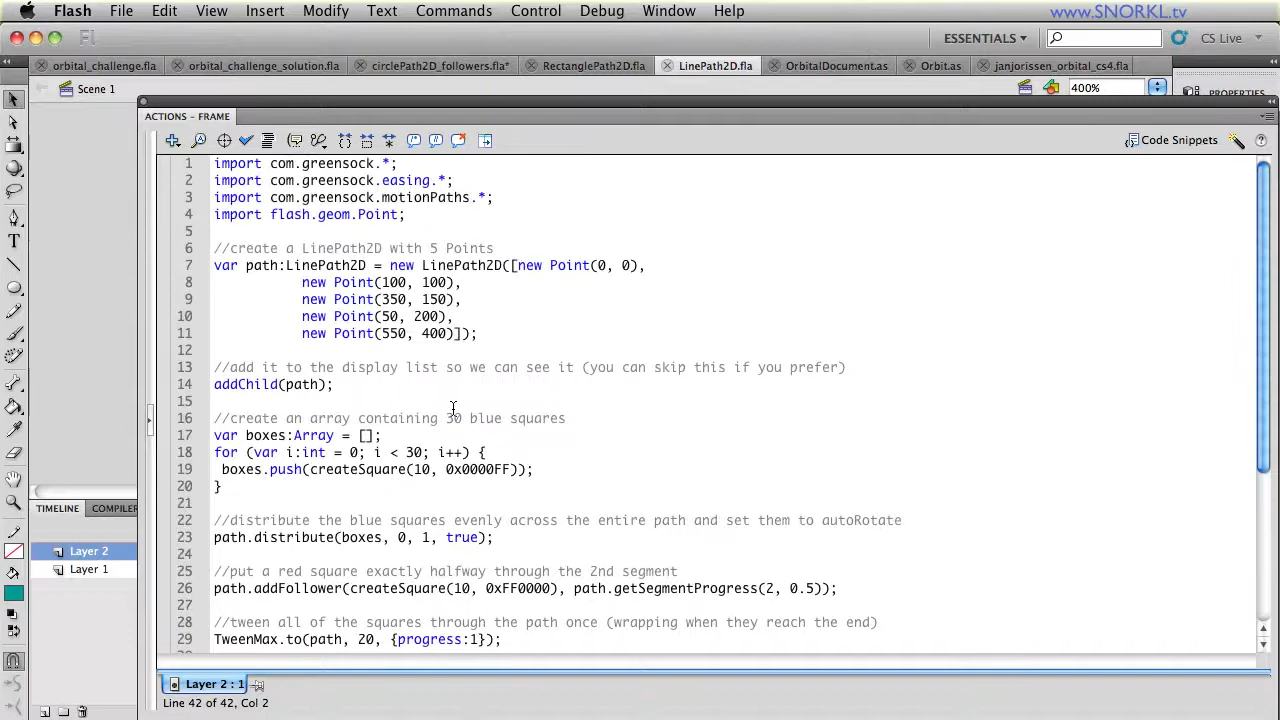 www.SNORKL.tv
Flash File Edit View Insert Modify Text Commands Control Debug Window Help
Fl ESSENTIALS CS Live
orbital_challenge.fla orbital_challenge_solution.fla circlePath2D_followers.fla* RectanglePath2D.fla LinePath2D.fla OrbitalDocument.as Orbit.as janjorissen_orbital_cs4.fla
Scene 1 400% PROPERTIES
ACTIONS - FRAME
Code Snippets
1 import com.greensock.*;
2 import com.greensock.easing.*;
3 import com.greensock.motionPaths.*;
4 import flash.geom.Point;
5
6 //create a LinePath2D with 5 Points
7 var path:LinePath2D = new LinePath2D([new Point(0, 0),
8 new Point(100, 100),
9 new Point(350, 150),
10 new Point(50, 200),
11 new Point(550, 400)]);
12
13 //add it to the display list so we can see it (you can skip this if you prefer)
14 addChild(path);
15
16 //create an array containing 30 blue squares
17 var boxes:Array = [];
18 for (var i:int = 0; i < 30; i++) {
19 boxes.push(createSquare(10, 0x0000FF));
20 }
21
22 //distribute the blue squares evenly across the entire path and set them to autoRotate
23 path.distribute(boxes, 0, 1, true);
24
25 //put a red square exactly halfway through the 2nd segment
26 path.addFollower(createSquare(10, 0xFF0000), path.getSegmentProgress(2, 0.5));
27
28 //tween all of the squares through the path once (wrapping when they reach the end)
29 TweenMax.to(path, 20, {progress:1});
TIMELINE COMPILER
Layer 2
Layer 1
Layer 2 : 1
Line 42 of 42, Col 2